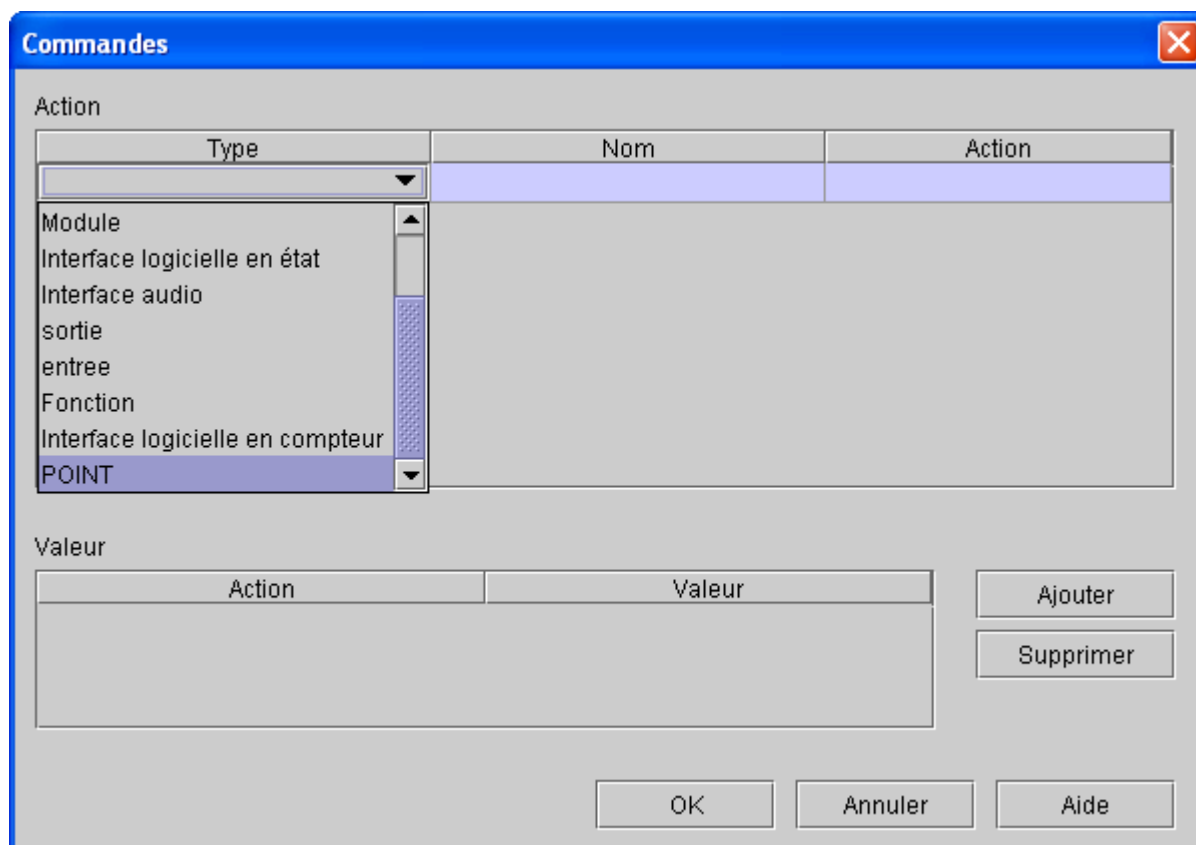 Commandes
Action
Type Nom Action
Module
Interface logicielle en état
Interface audio
sortie
entree
Fonction
Interface logicielle en compteur
POINT
Valeur
Action Valeur
Ajouter
Supprimer
OK Annuler Aide